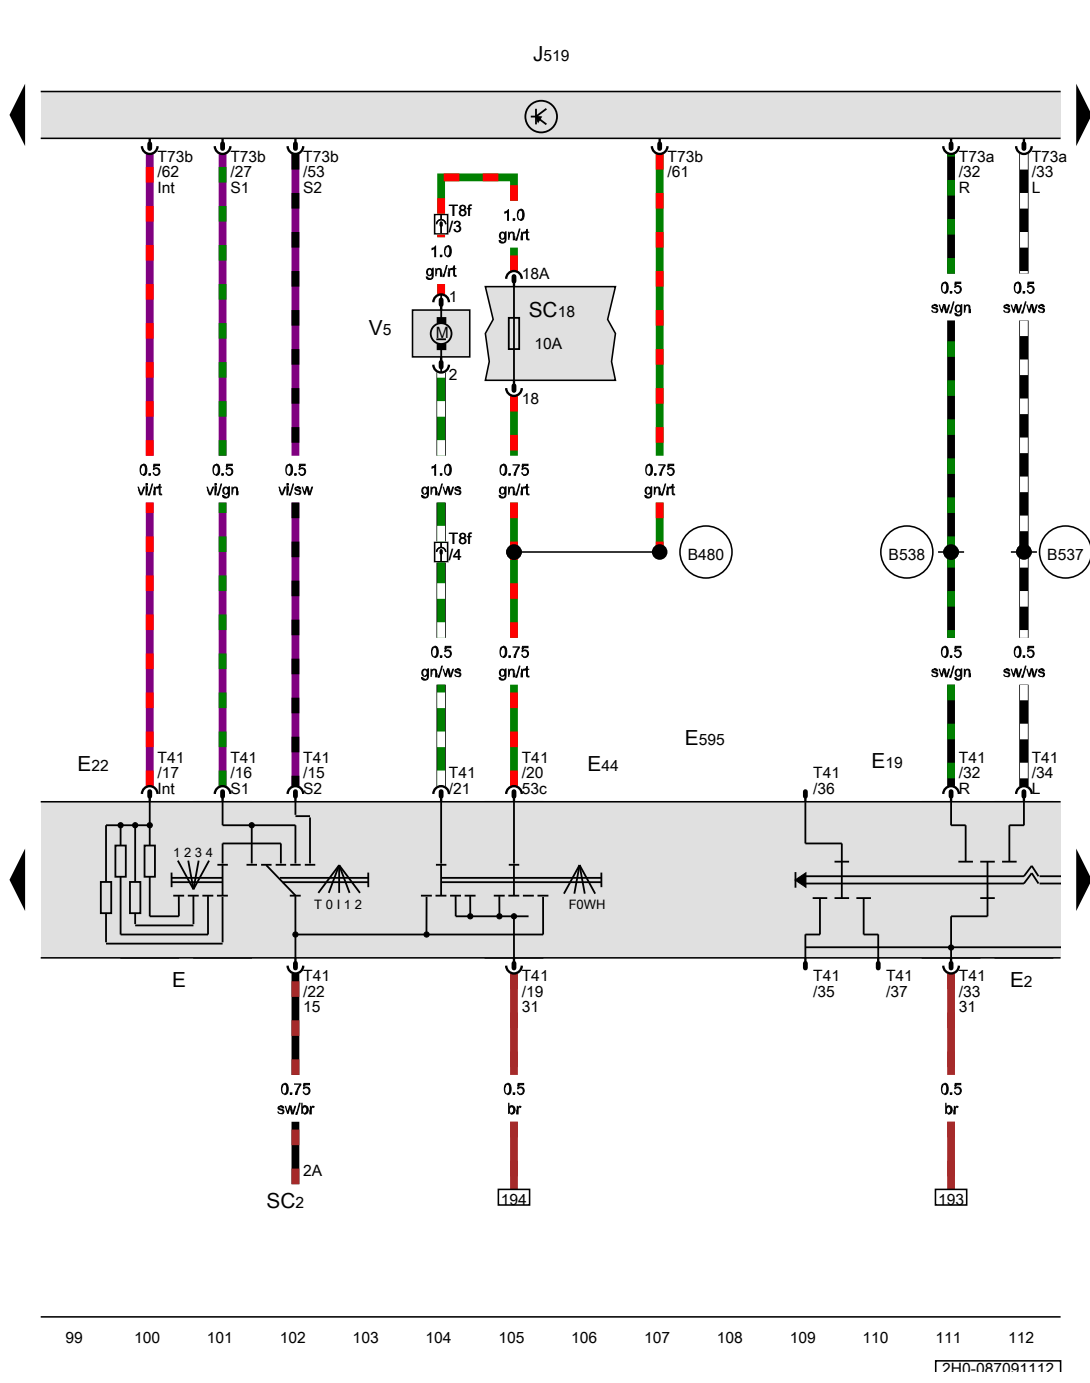 J519
T73b
/62
Int
T73b
/27
S1
T73b
/53
S2
T73b
/61
T73a
/32
R
T73a
/33
L
T8f
/3
1.0
gn/rt
1.0
gn/rt
18A
1
V5
M
SC18
10A
2
18
0.5
sw/gn
0.5
sw/ws
0.5
vi/rt
0.5
vi/gn
0.5
vi/sw
1.0
gn/ws
0.75
gn/rt
0.75
gn/rt
T8f
/4
B480
B538
B537
0.5
gn/ws
0.75
gn/rt
0.5
sw/gn
0.5
sw/ws
E595
E22
T41
/17
Int
T41
/16
S1
T41
/15
S2
T41
/21
T41
/20
53c
E44
T41
/36
E19
T41
/32
R
T41
/34
L
1 2 3 4
T 0 I 1 2
F0WH
E
T41
/22
15
T41
/19
31
T41
/35
T41
/37
T41
/33
31
E2
0.75
sw/br
0.5
br
0.5
br
2A
SC2
194
193
99 100 101 102 103 104 105 106 107 108 109 110 111 112
2H0-087091112